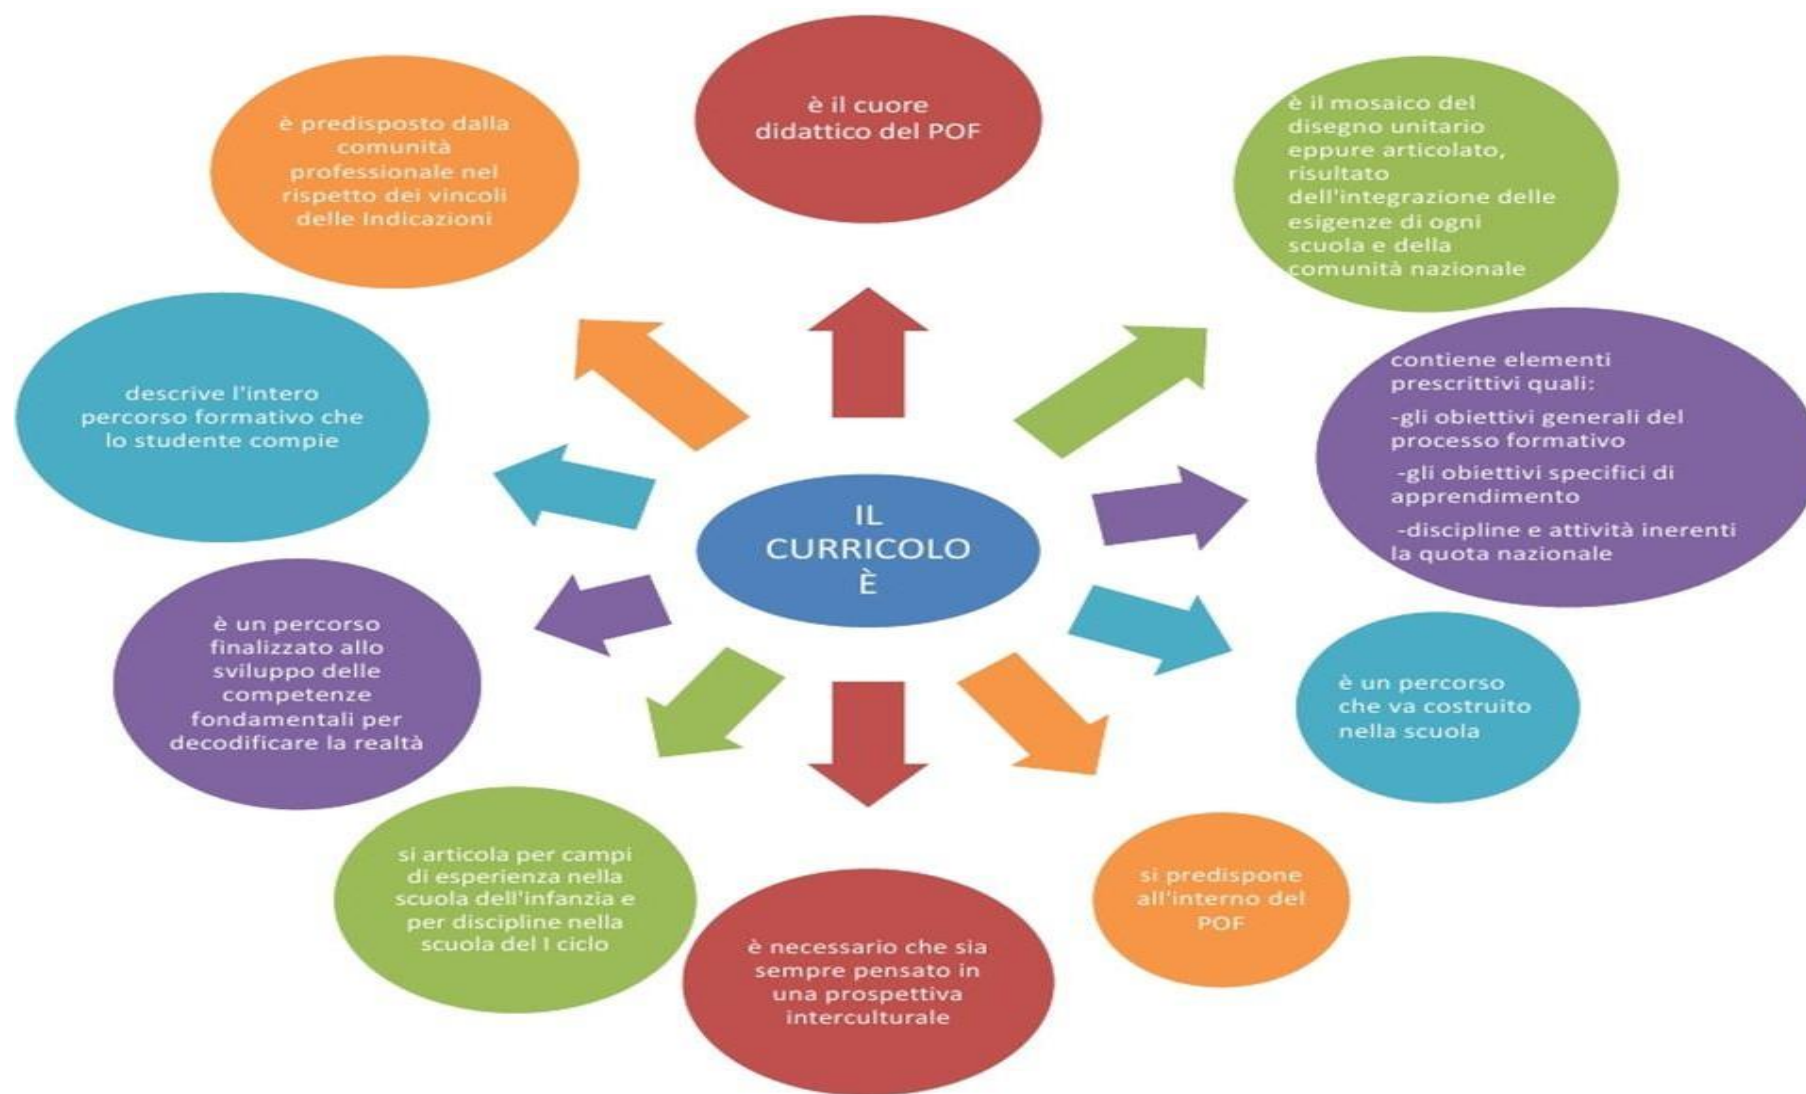 è il cuore
didattico del POF
è il mosaico del
disegno unitario
eppure articolato,
risultato
dell'integrazione delle
esigenze di ogni
scuola e della
comunità nazionale
contiene elementi
prescrittivi quali:
-gli obiettivi generali del
processo formativo
-gli obiettivi specifici di
apprendimento
-discipline e attività inerenti
la quota nazionale
è un percorso
che va costruito
nella scuola
si predispone
all'interno del
POF
è necessario che sia
sempre pensato in
una prospettiva
interculturale
si articola per campi
di esperienza nella
scuola dell'infanzia e
per discipline nella
scuola del I ciclo
è un percorso
finalizzato allo
sviluppo delle
competenze
fondamentali per
decodificare la realtà
descrive l'intero
percorso formativo che
lo studente compie
è predisposto dalla
comunità
professionale nel
rispetto dei vincoli
delle Indicazioni
IL
CURRICOLO
È